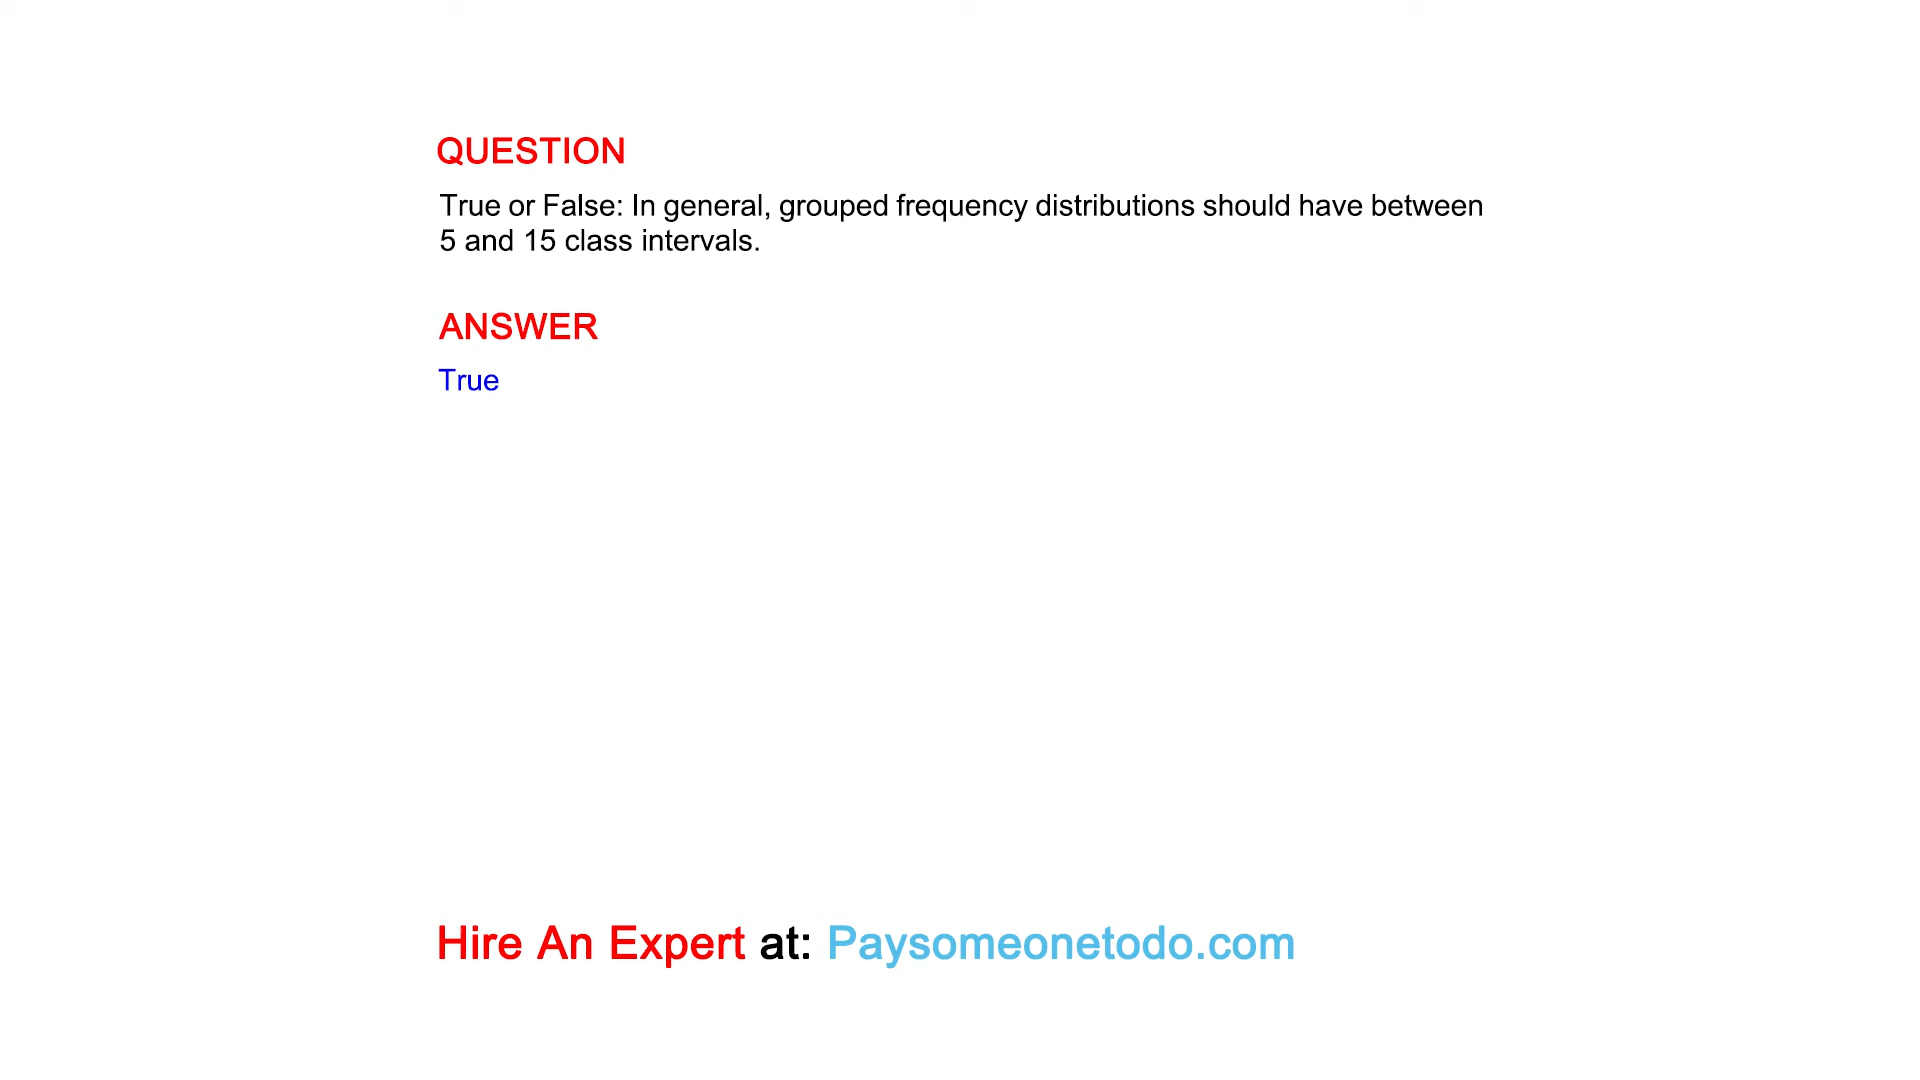 QUESTION
True or False: In general, grouped frequency distributions should have between
5 and 15 class intervals.
ANSWER
True
Hire An Expert at: Paysomeonetodo.com